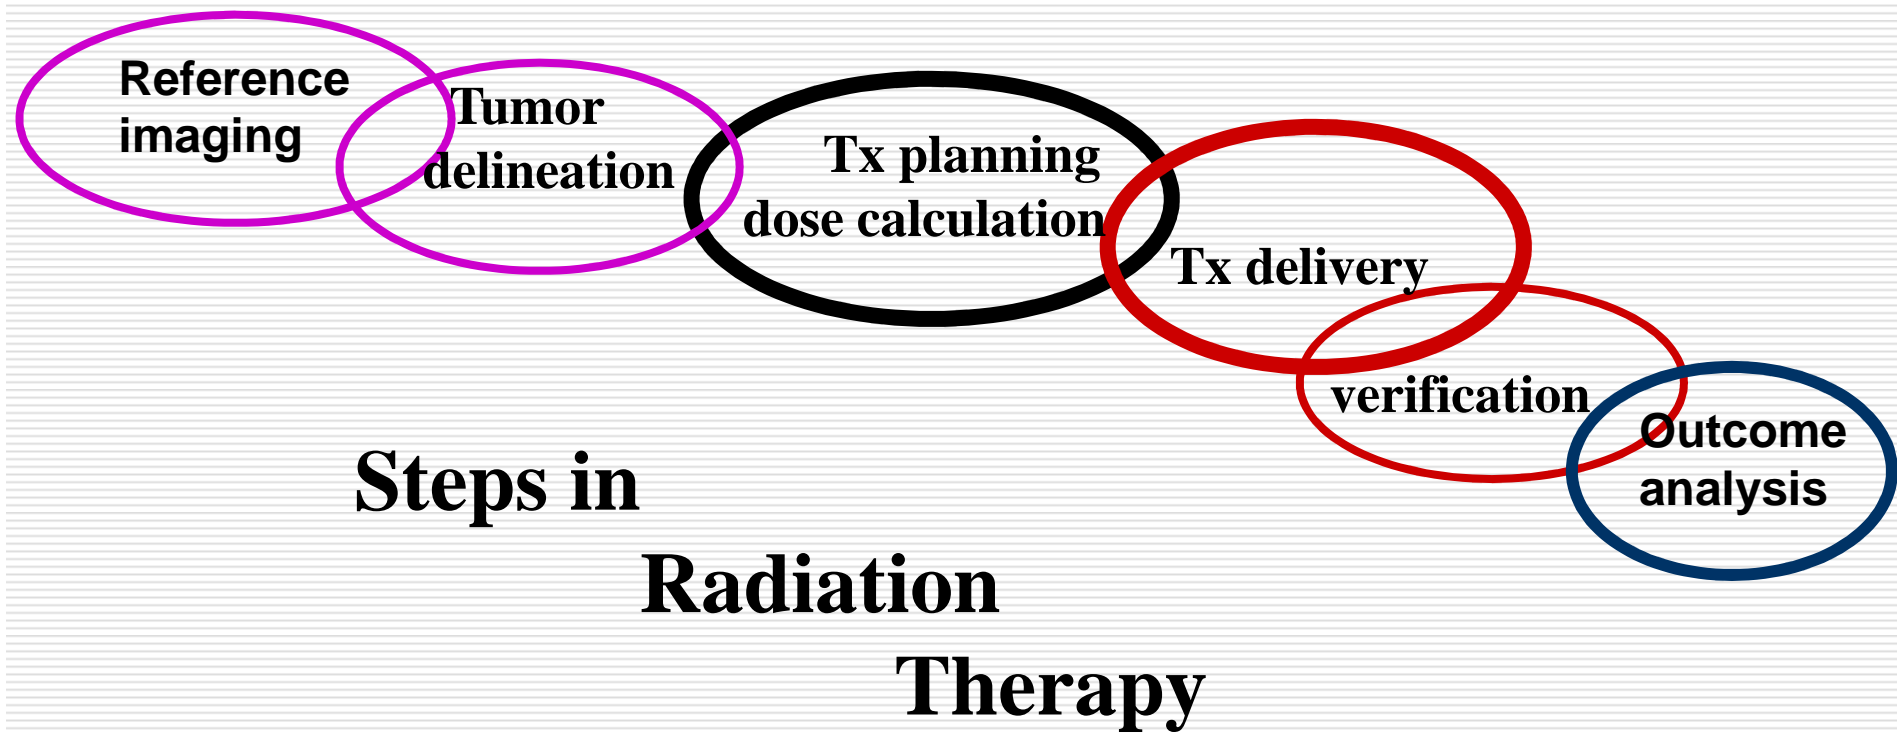 Reference
imaging
Tumor
delineation
Tx planning
dose calculation
Tx delivery
verification
Outcome
analysis
Steps in
Radiation
Therapy